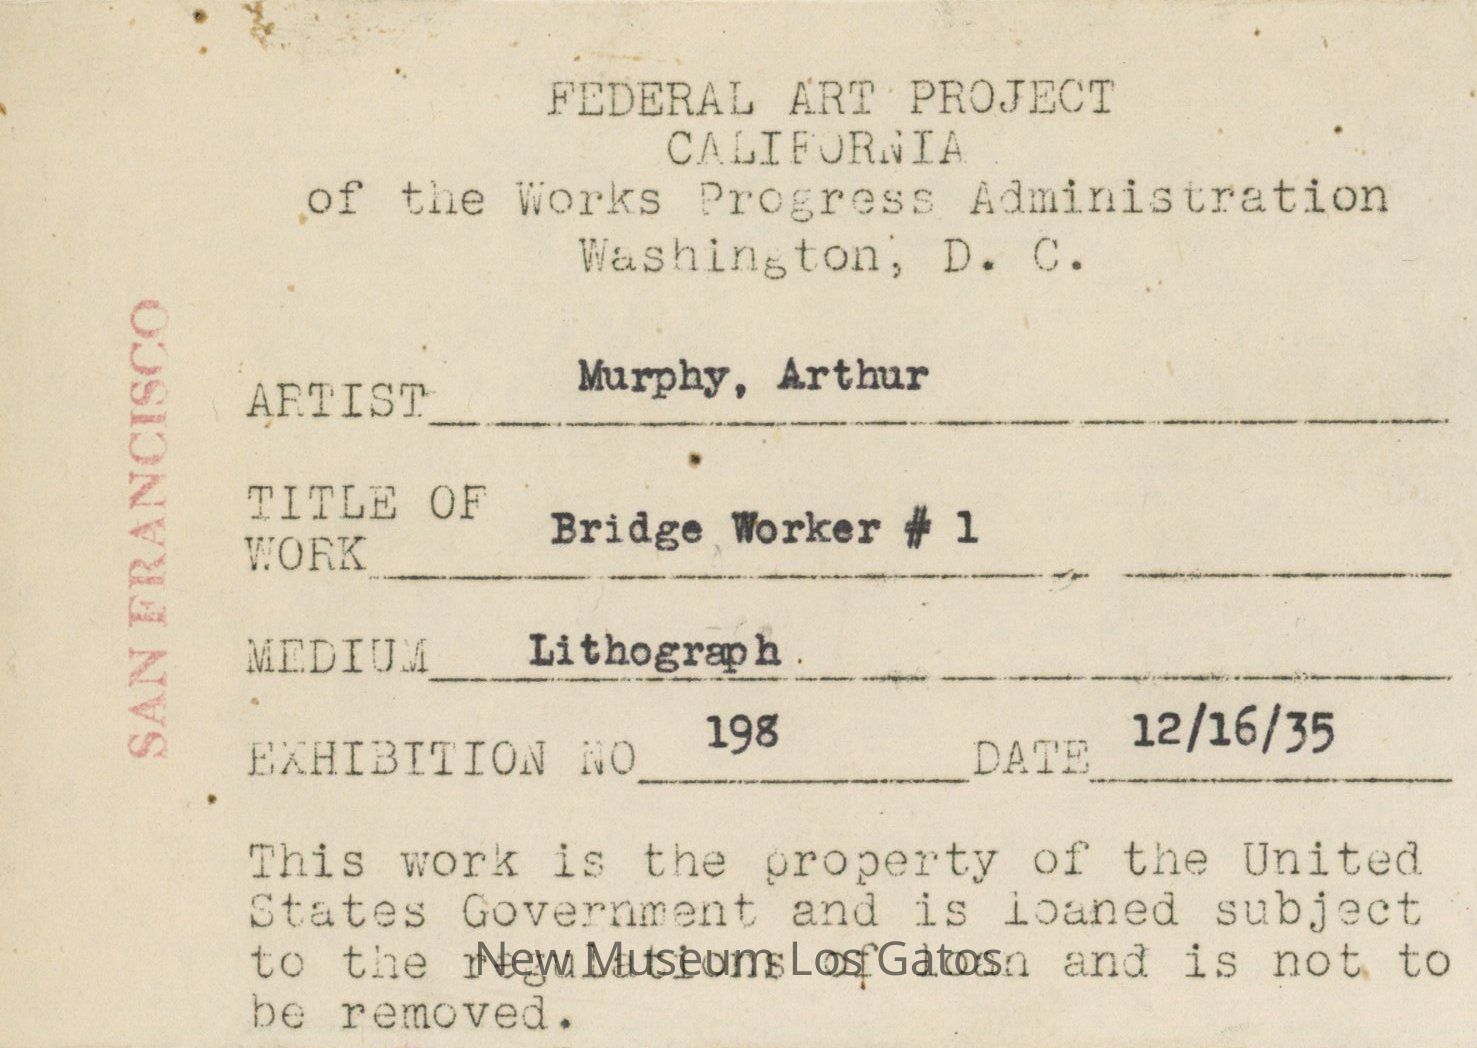 FEDERAL ART PROJECT
CALIFORNIA
of the Works Progress Administration
Washington, D. C.
SAN FRANCISCO
ARTIST Murphy, Arthur
TITLE OF
WORK Bridge Worker # 1
MEDIUM Lithograph
EXHIBITION NO 198 DATE 12/16/35
This work is the property of the United
States Government and is loaned subject
to the regulations of loan and is not to
be removed.
New Museum Los Gatos